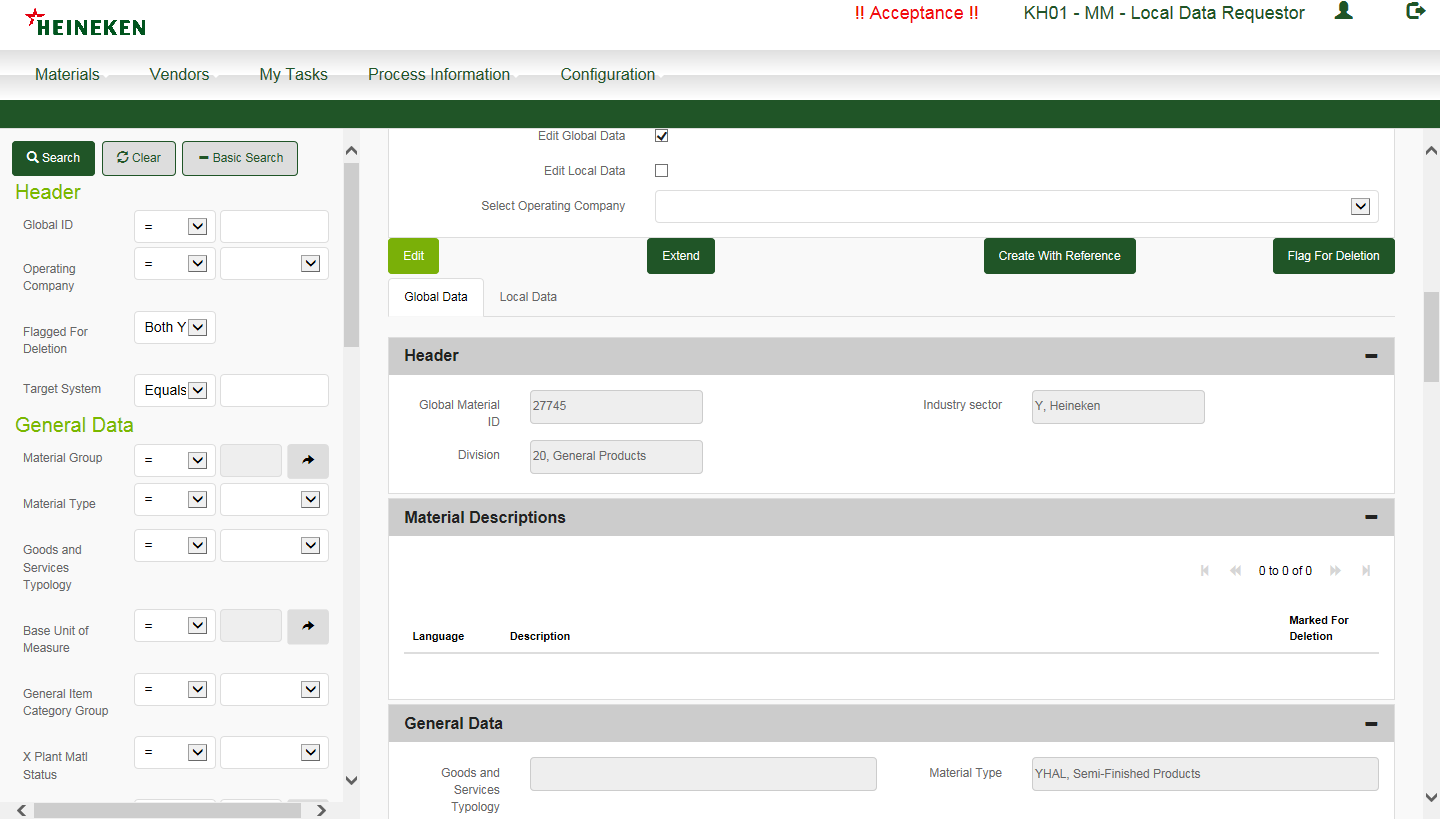 HEINEKEN
!! Acceptance !!
KH01 - MM - Local Data Requestor
Materials
Vendors
My Tasks
Process Information
Configuration
Search
Clear
Basic Search
Header
Global ID
=
Operating
Company
=
Flagged For
Deletion
Both Y
Target System
Equals
General Data
Material Group
=
Material Type
=
Goods and
Services
Typology
=
Base Unit of
Measure
=
General Item
Category Group
=
X Plant Matl
Status
=
Edit Global Data
Edit Local Data
Select Operating Company
Edit
Extend
Create With Reference
Flag For Deletion
Global Data
Local Data
Header
Global Material
ID
27745
Industry sector
Y, Heineken
Division
20, General Products
Material Descriptions
0 to 0 of 0
Language
Description
Marked For
Deletion
General Data
Goods and
Services
Typology
Material Type
YHAL, Semi-Finished Products